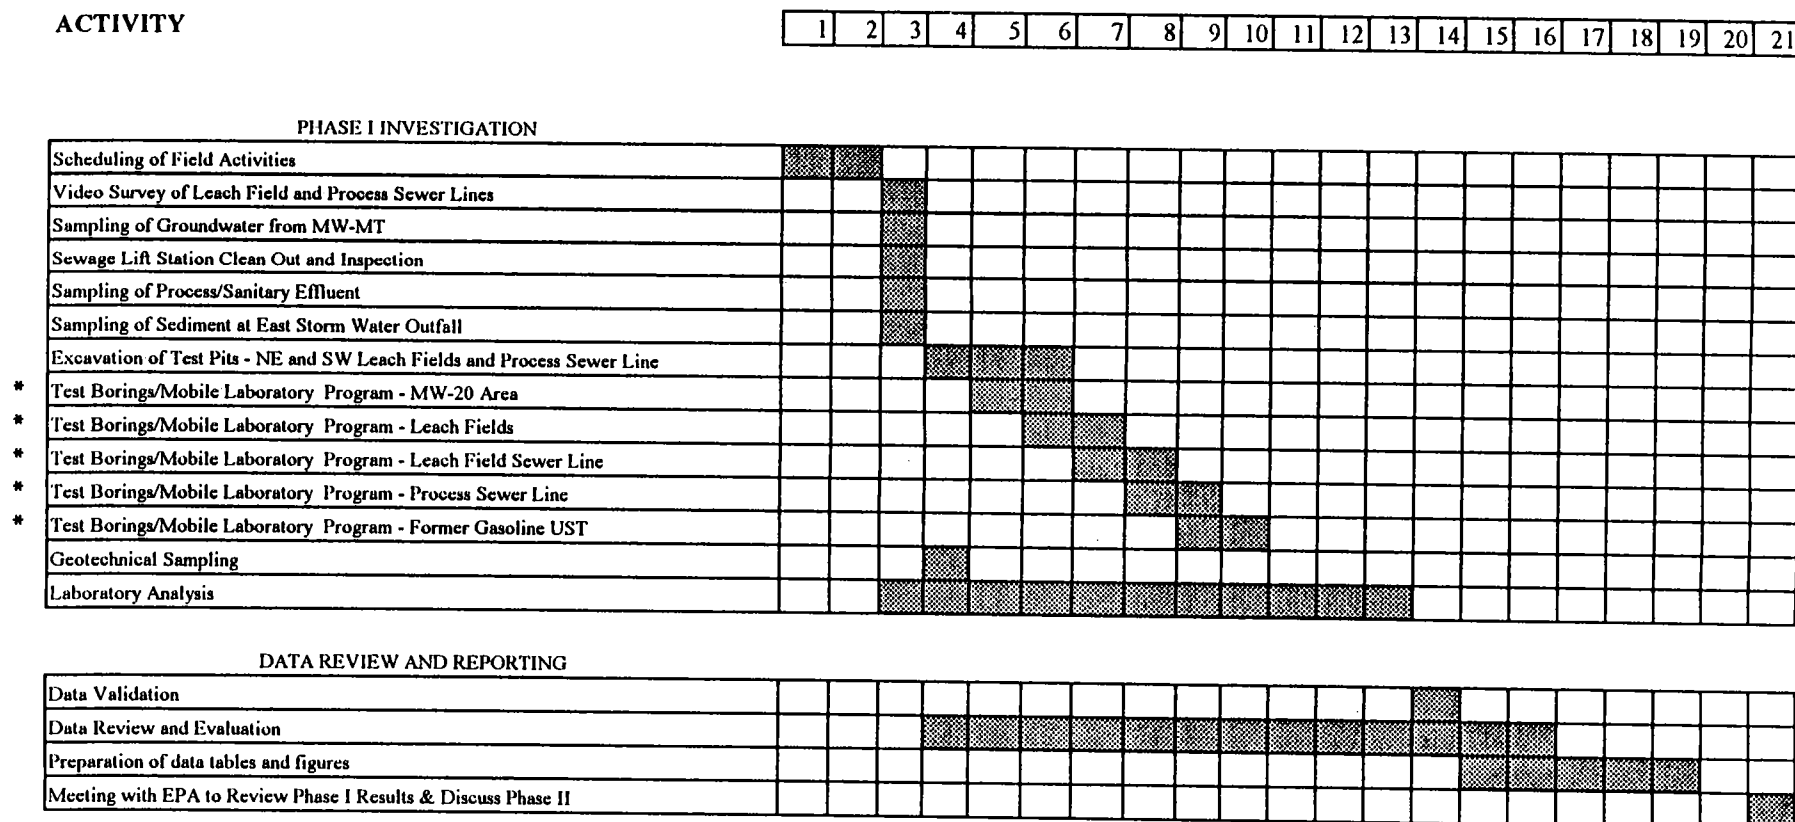 ACTIVITY 1 2 3 4 5 6 7 8 9 10 11 12 13 14 15 16 17 18 19 20 21
PHASE I INVESTIGATION
Scheduling of Field Activities
Video Survey of Leach Field and Process Sewer Lines
Sampling of Groundwater from MW-MT
Sewage Lift Station Clean Out and Inspection
Sampling of Process/Sanitary Effluent
Sampling of Sediment at East Storm Water Outfall
Excavation of Test Pits - NE and SW Leach Fields and Process Sewer Line
* Test Borings/Mobile Laboratory Program - MW-20 Area
* Test Borings/Mobile Laboratory Program - Leach Fields
* Test Borings/Mobile Laboratory Program - Leach Field Sewer Line
* Test Borings/Mobile Laboratory Program - Process Sewer Line
* Test Borings/Mobile Laboratory Program - Former Gasoline UST
Geotechnical Sampling
Laboratory Analysis
DATA REVIEW AND REPORTING
Data Validation
Data Review and Evaluation
Preparation of data tables and figures
Meeting with EPA to Review Phase I Results & Discuss Phase II